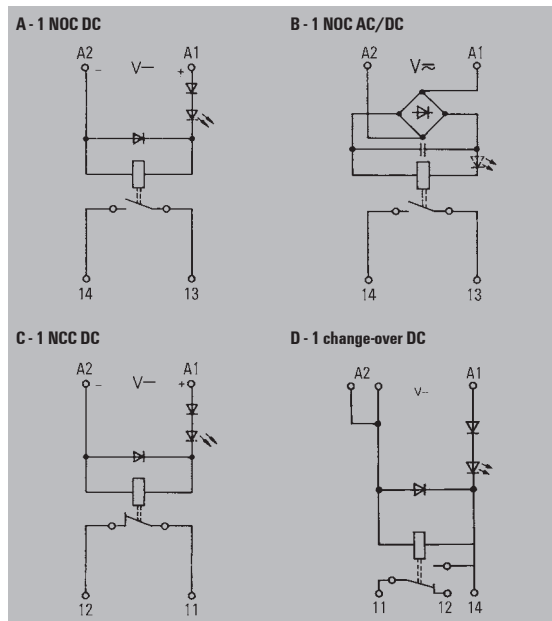 A - 1 NOC DC
A2 – V– + A1
14 13
B - 1 NOC AC/DC
A2 V≂ A1
14 13
C - 1 NCC DC
A2 – V– + A1
12 11
D - 1 change-over DC
A2 V– A1
11 12 14